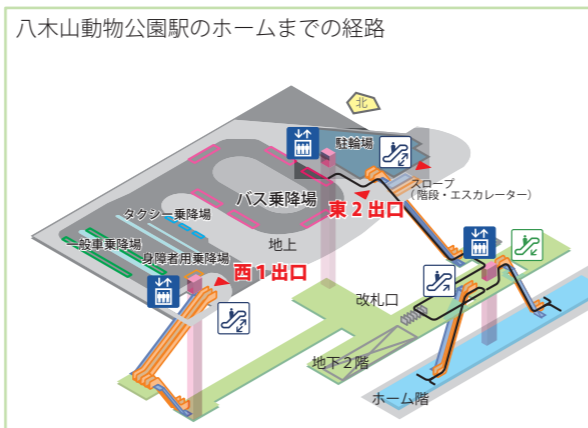 八木山動物公園駅のホームまでの経路
北
駐輪場
スロープ
（階段・エスカレーター）
バス乗降場
東２出口
タクシー乗降場
一般車乗降場
地上
身障者用乗降場
西１出口
改札口
地下２階
ホーム階